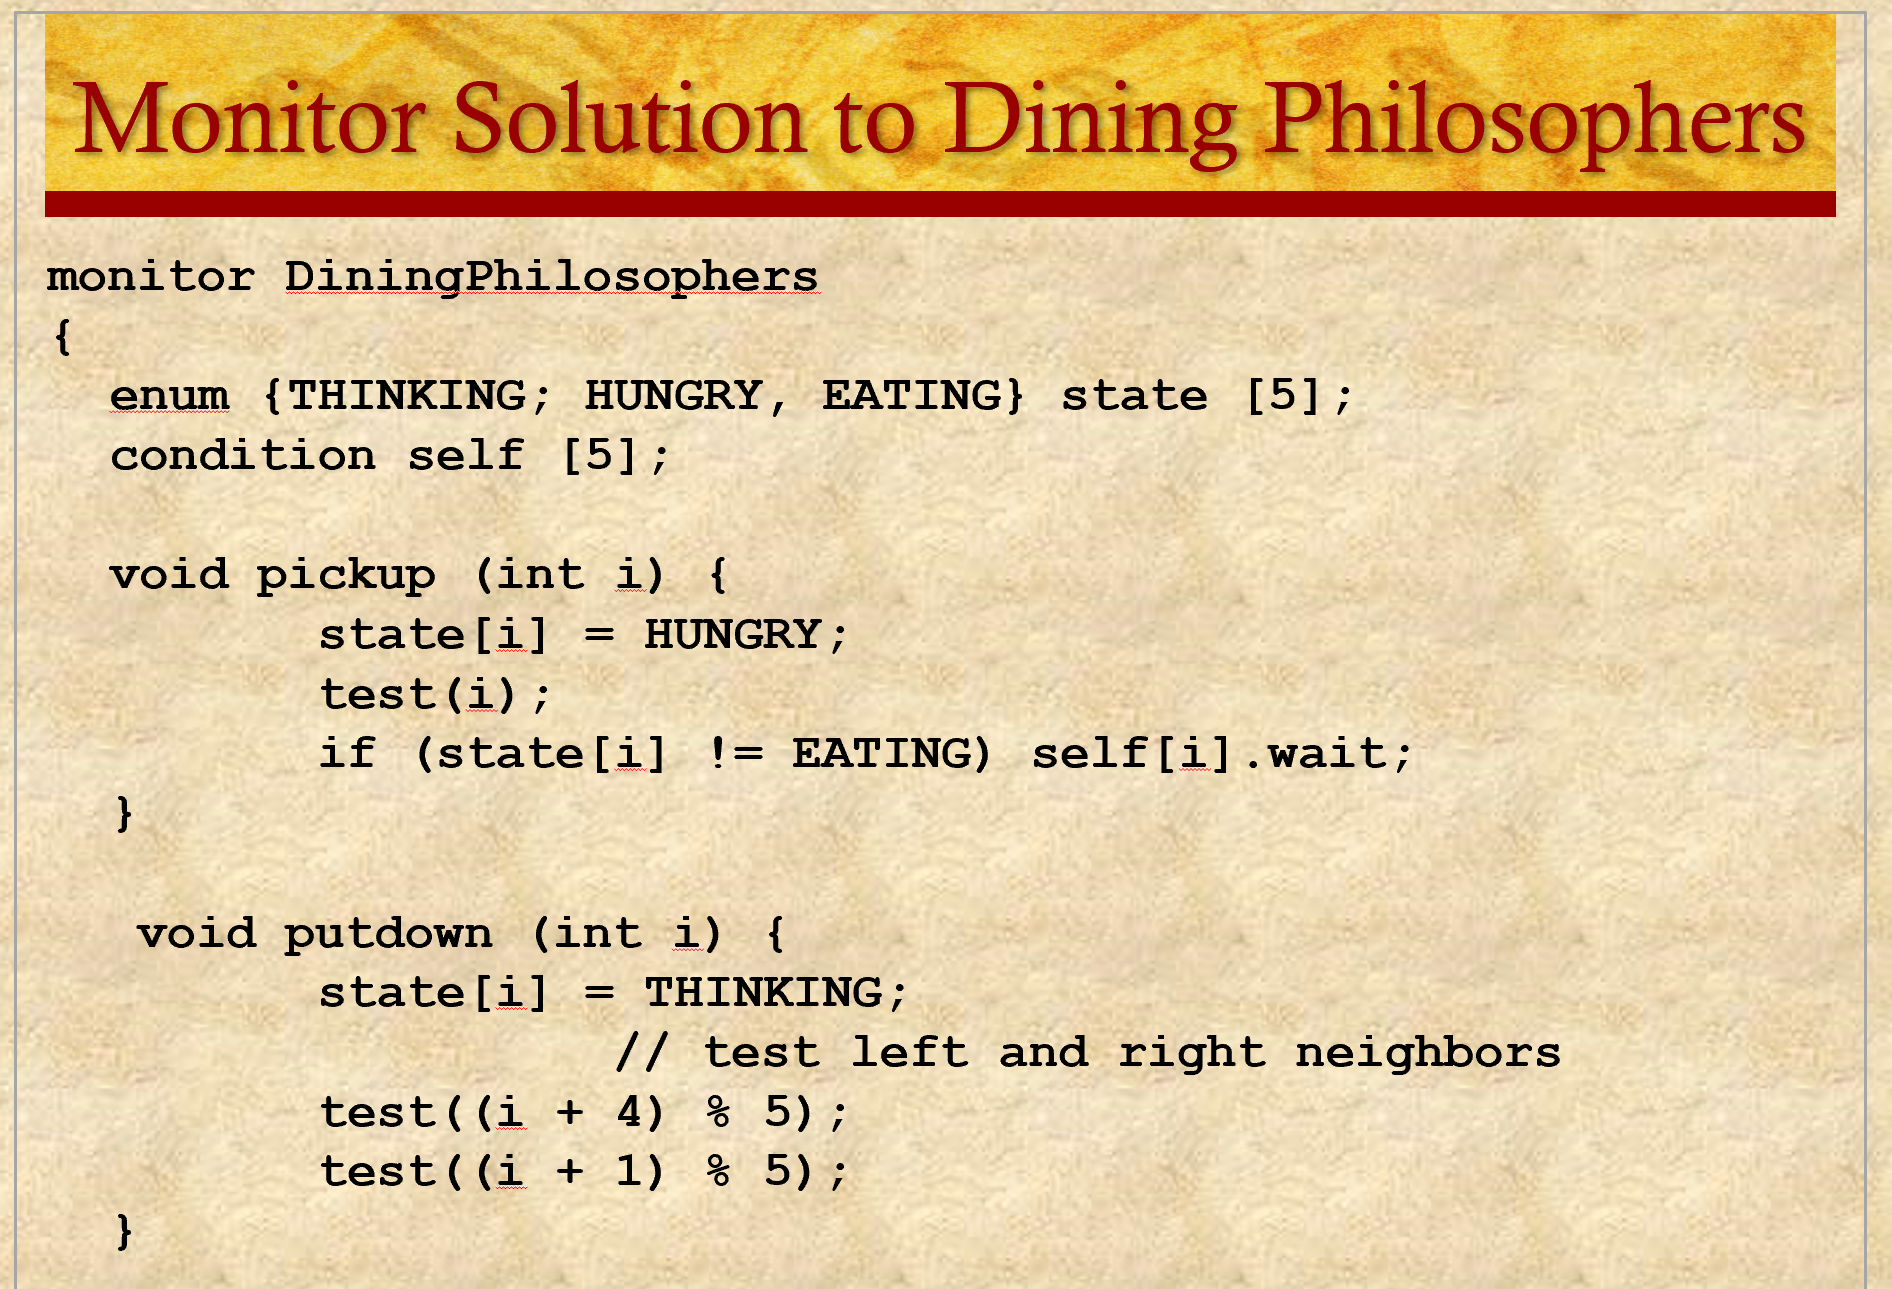 Monitor Solution to Dining Philosophers
monitor DiningPhilosophers
{
enum {THINKING; HUNGRY, EATING} state [5];
condition self [5];
void pickup (int i) {
state[i] = HUNGRY;
test(i);
if (state[i] != EATING) self[i].wait;
}
void putdown (int i) {
state[i] = THINKING;
// test left and right neighbors
test((i + 4) % 5);
test((i + 1) % 5);
}